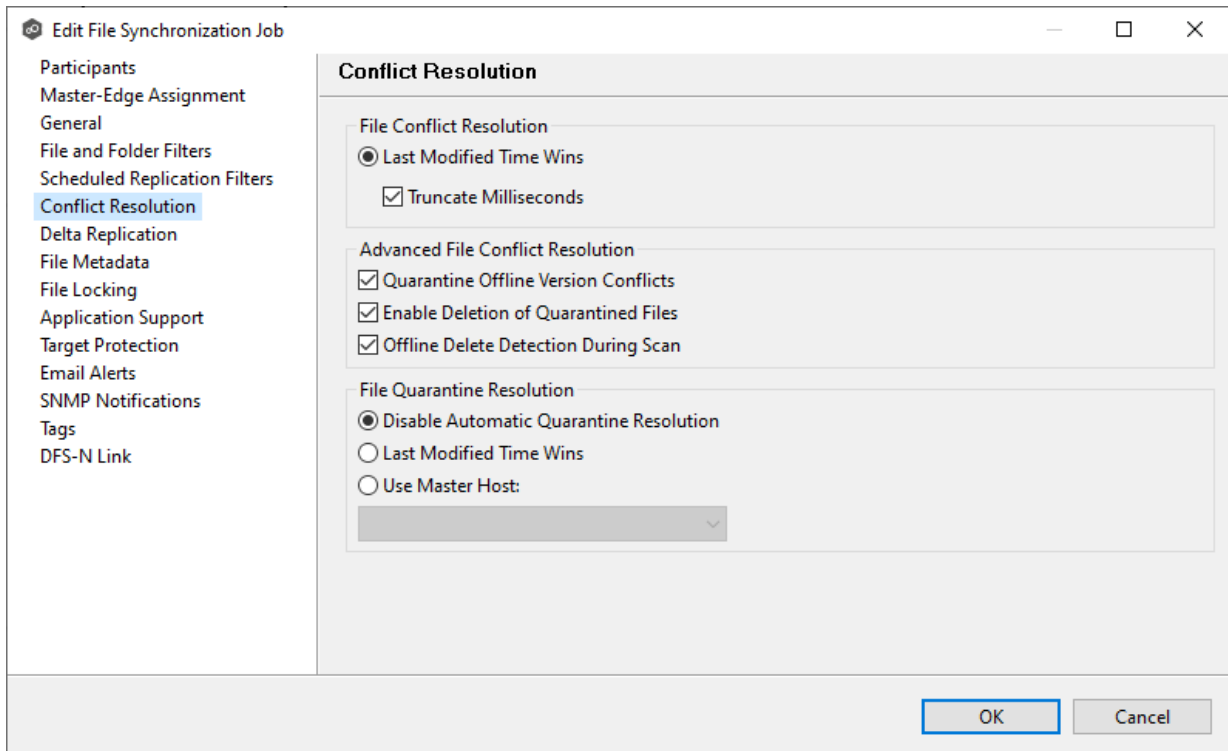 Edit File Synchronization Job
Participants
Master-Edge Assignment
General
File and Folder Filters
Scheduled Replication Filters
Conflict Resolution
Delta Replication
File Metadata
File Locking
Application Support
Target Protection
Email Alerts
SNMP Notifications
Tags
DFS-N Link
Conflict Resolution
File Conflict Resolution
Last Modified Time Wins
Truncate Milliseconds
Advanced File Conflict Resolution
Quarantine Offline Version Conflicts
Enable Deletion of Quarantined Files
Offline Delete Detection During Scan
File Quarantine Resolution
Disable Automatic Quarantine Resolution
Last Modified Time Wins
Use Master Host:
OK
Cancel